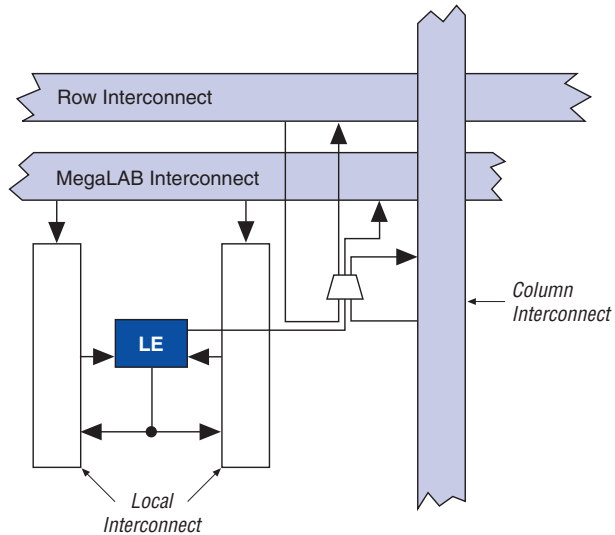 Row Interconnect
MegaLAB Interconnect
Column
Interconnect
LE
Local
Interconnect